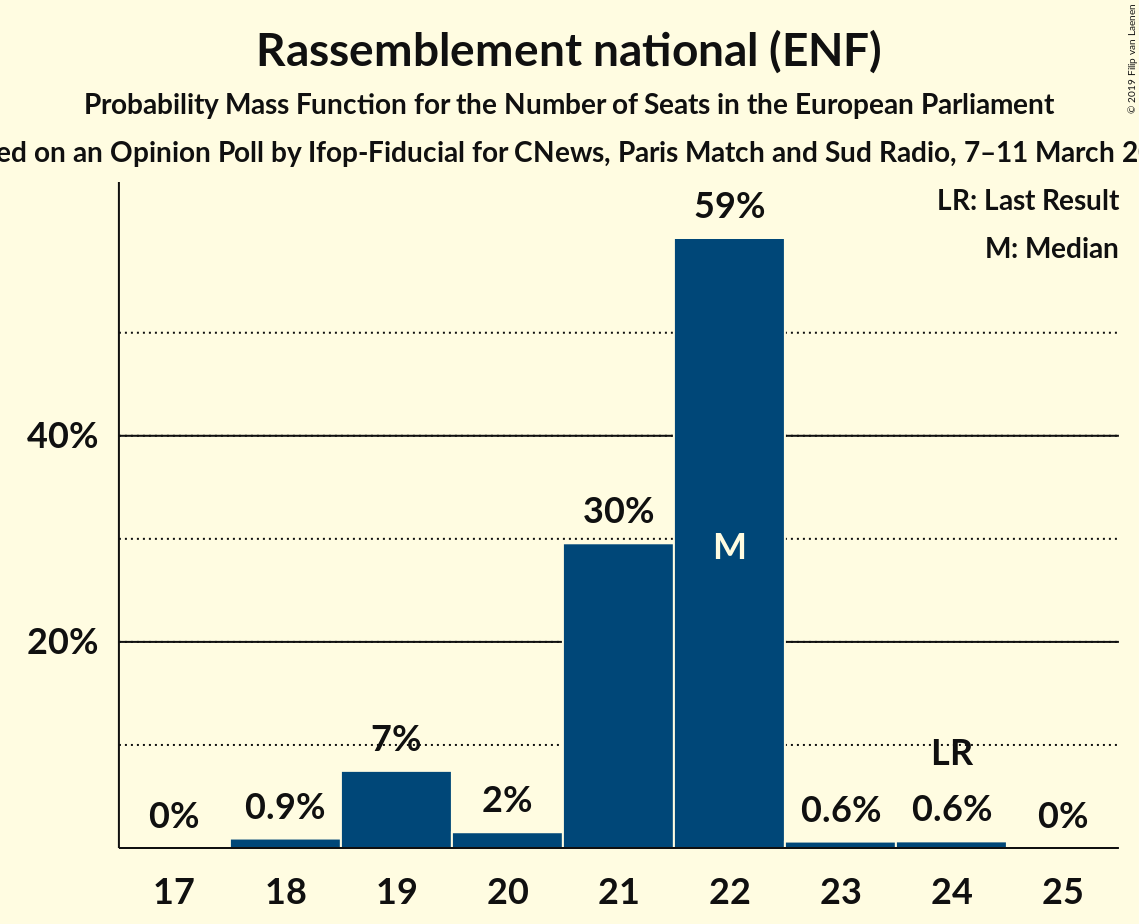 Rassemblement national (ENF)
Probability Mass Function for the Number of Seats in the European Parliament
on an Opinion Poll by Ifop-Fiducial for CNews, Paris Match and Sud Radio, 7–11 March
© 2019 Filip van Laenen
LR: Last Result
M: Median
59%
40%
30%
M
20%
7%
LR
0%
0.9%
2%
0.6%
0.6%
0%
17 18 19 20 21 22 23 24 25